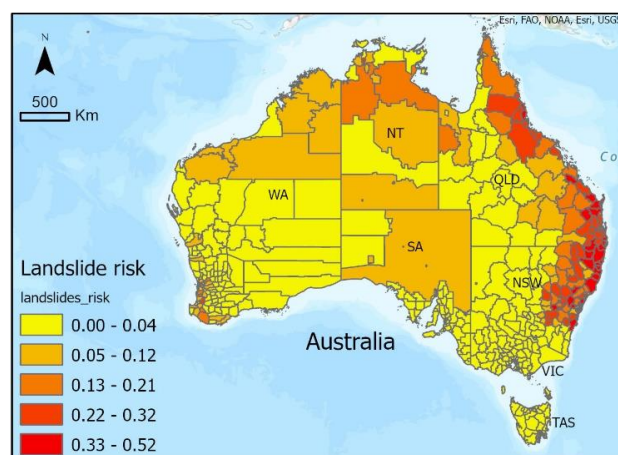 Esri, FAO, NOAA, Esri, USGS
N
500
Km
NT
QLD
WA
SA
NSW
Landslide risk
landslides_risk
0.00 - 0.04
0.05 - 0.12
0.13 - 0.21
0.22 - 0.32
0.33 - 0.52
Australia
VIC
TAS
Co